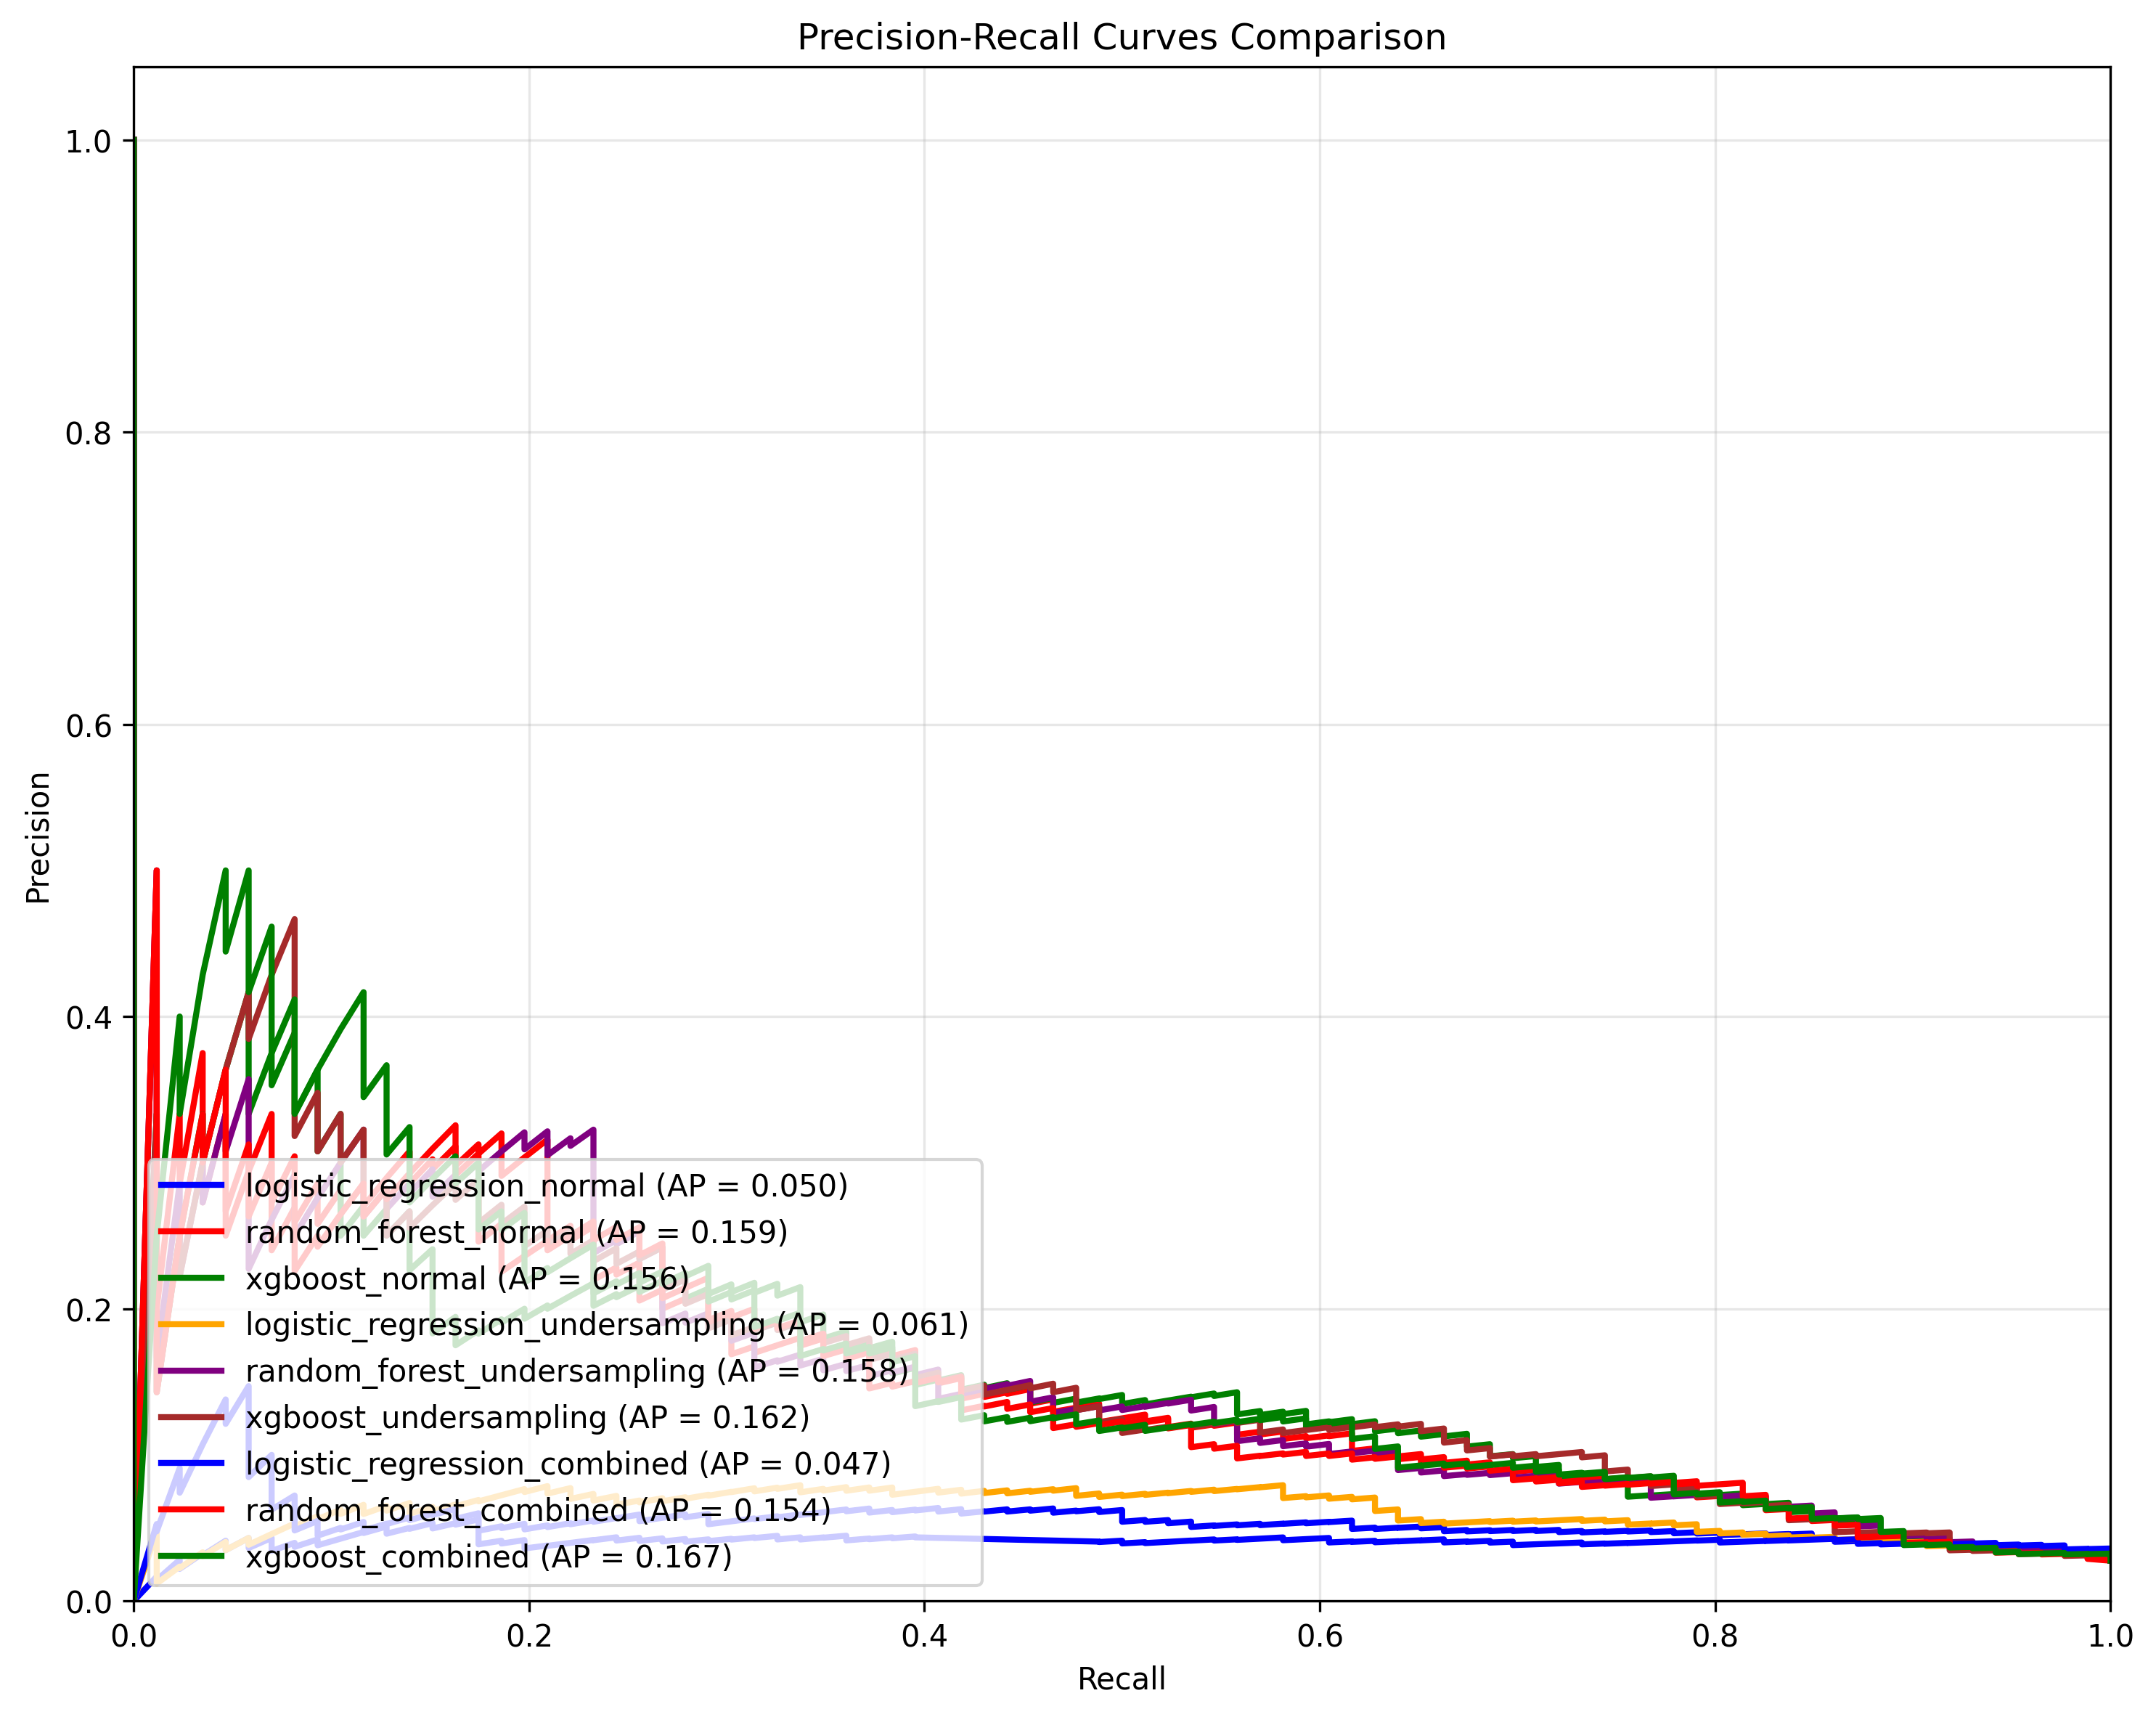 Precision-Recall Curves Comparison
1.0
0.8
0.6
0.4
0.2
0.0
Precision
logistic_regression_normal (AP = 0.050)
random_forest_normal (AP = 0.159)
xgboost_normal (AP = 0.156)
logistic_regression_undersampling (AP = 0.061)
random_forest_undersampling (AP = 0.158)
xgboost_undersampling (AP = 0.162)
logistic_regression_combined (AP = 0.047)
random_forest_combined (AP = 0.154)
xgboost_combined (AP = 0.167)
0.0 0.2 0.4 0.6 0.8 1.0
Recall